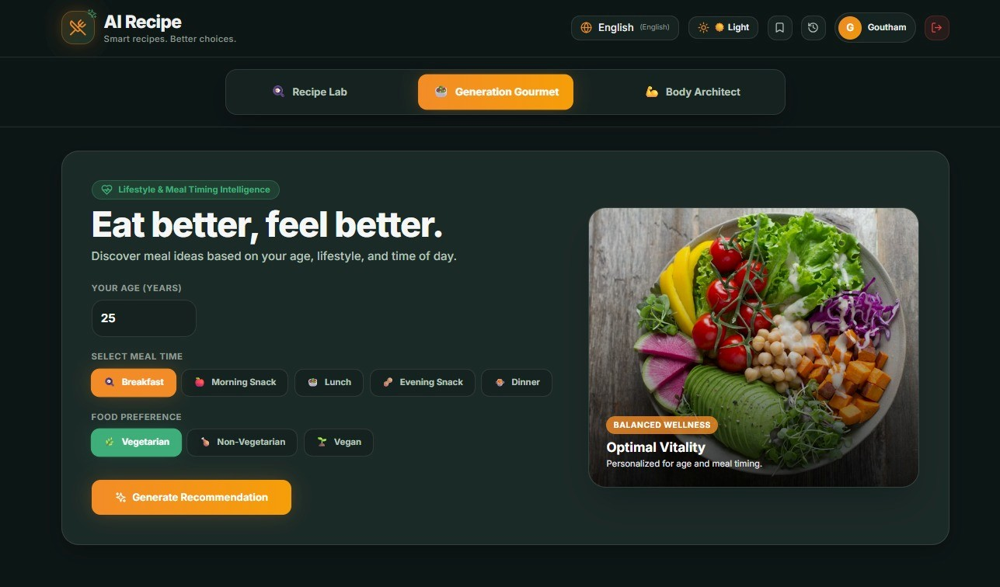 AI Recipe
Smart recipes. Better choices.
English (English)
Light
G Goutham
Recipe Lab
Generation Gourmet
Body Architect
Lifestyle & Meal Timing Intelligence
Eat better, feel better.
Discover meal ideas based on your age, lifestyle, and time of day.
YOUR AGE (YEARS)
25
SELECT MEAL TIME
Breakfast Morning Snack Lunch Evening Snack Dinner
FOOD PREFERENCE
Vegetarian Non-Vegetarian Vegan
Generate Recommendation
BALANCED WELLNESS
Optimal Vitality
Personalized for age and meal timing.